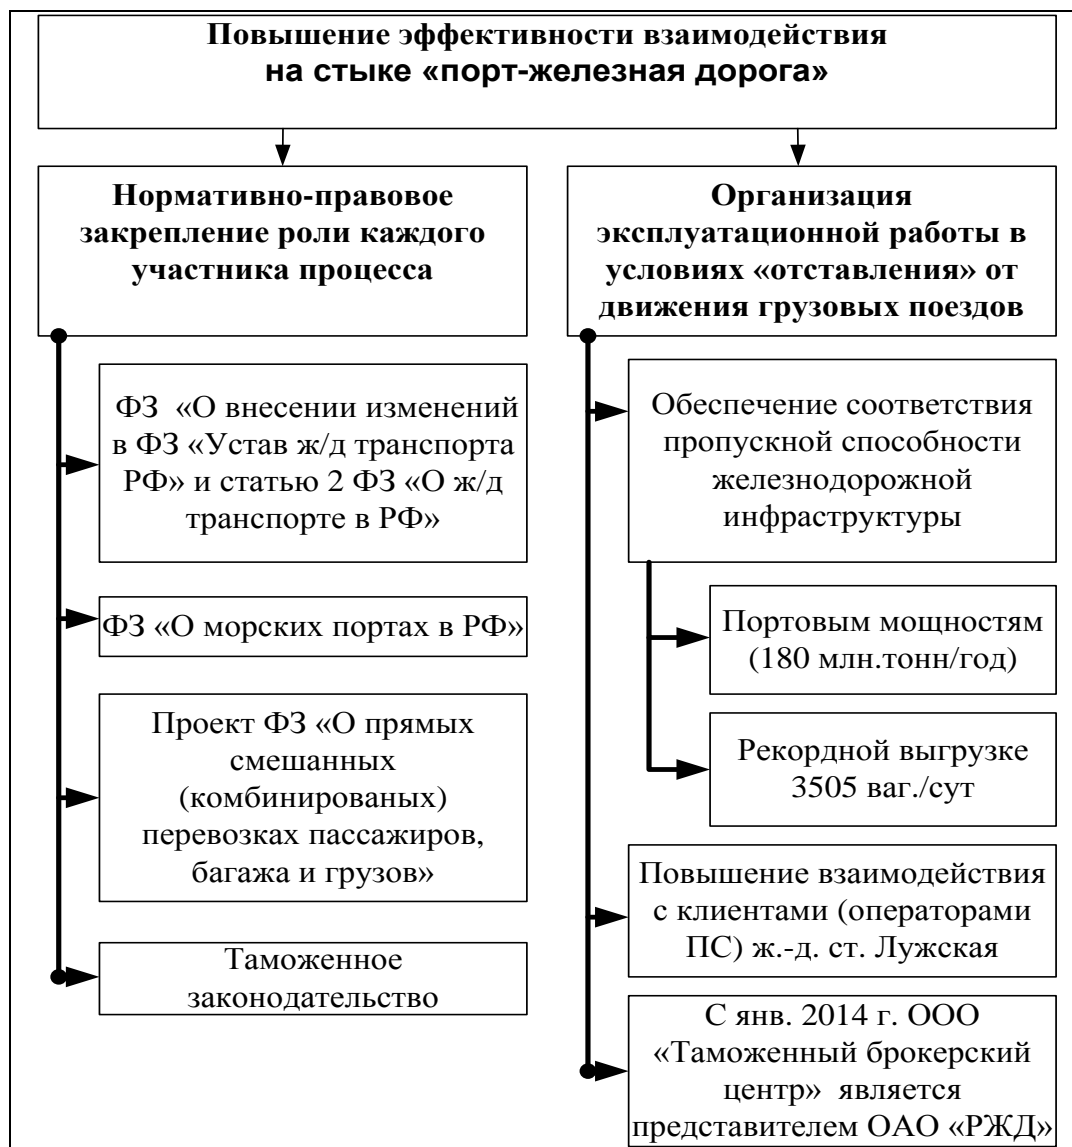 Повышение эффективности взаимодействия
на стыке «порт-железная дорога»
Нормативно-правовое
закрепление роли каждого
участника процесса
ФЗ «О внесении изменений
в ФЗ «Устав ж/д транспорта
РФ» и статью 2 ФЗ «О ж/д
транспорте в РФ»
ФЗ «О морских портах в РФ»
Проект ФЗ «О прямых
смешанных
(комбинированых)
перевозках пассажиров,
багажа и грузов»
Таможенное
законодательство
Организация
эксплуатационной работы в
условиях «отставления» от
движения грузовых поездов
Обеспечение соответствия
пропускной способности
железнодорожной
инфраструктуры
Портовым мощностям
(180 млн.тонн/год)
Рекордной выгрузке
3505 ваг./сут
Повышение взаимодействия
с клиентами (операторами
ПС) ж.-д. ст. Лужская
С янв. 2014 г. ООО
«Таможенный брокерский
центр» является
представителем ОАО «РЖД»